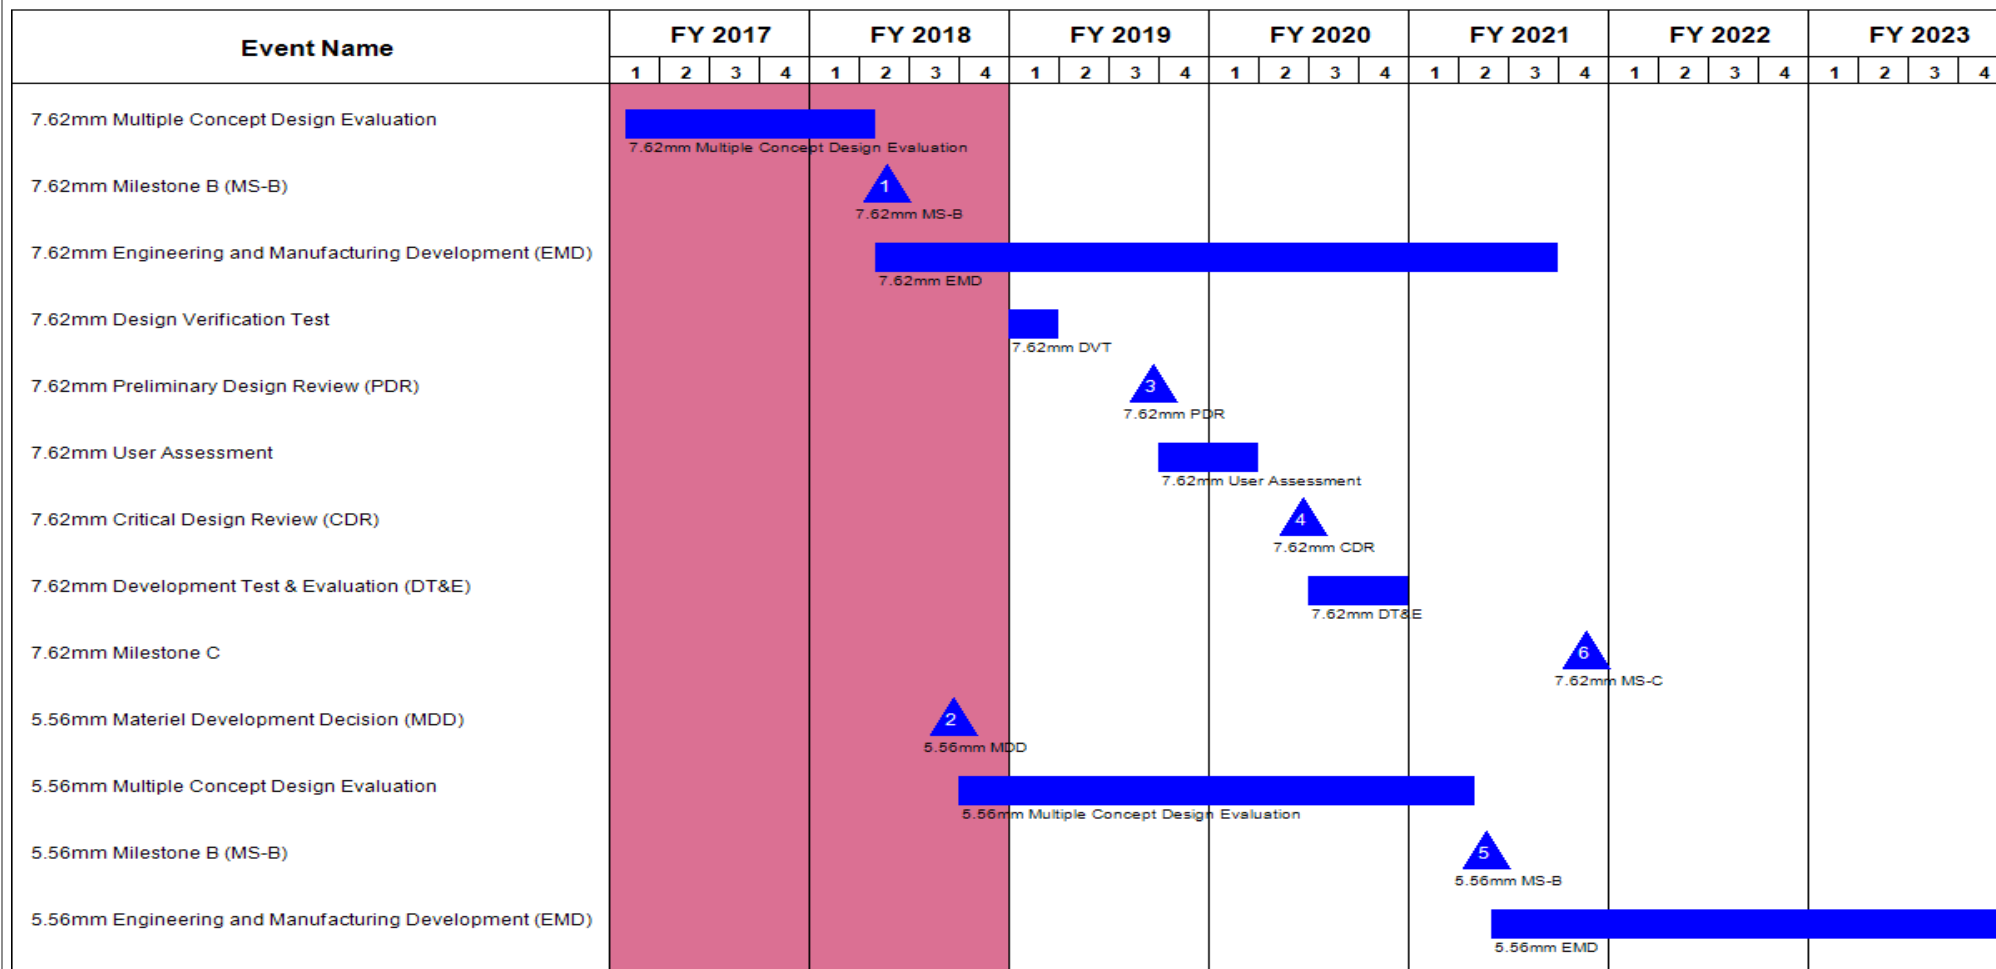 Event Name FY 2017 FY 2018 FY 2019 FY 2020 FY 2021 FY 2022 FY 2023
1 2 3 4 1 2 3 4 1 2 3 4 1 2 3 4 1 2 3 4 1 2 3 4 1 2 3 4
7.62mm Multiple Concept Design Evaluation
7.62mm Multiple Concept Design Evaluation
7.62mm Milestone B (MS-B) 1
7.62mm MS-B
7.62mm Engineering and Manufacturing Development (EMD)
7.62mm EMD
7.62mm Design Verification Test
7.62mm DVT
7.62mm Preliminary Design Review (PDR) 3
7.62mm PDR
7.62mm User Assessment
7.62mm User Assessment
7.62mm Critical Design Review (CDR) 4
7.62mm CDR
7.62mm Development Test & Evaluation (DT&E)
7.62mm DT&E
7.62mm Milestone C 6
7.62mm MS-C
5.56mm Materiel Development Decision (MDD) 2
5.56mm MDD
5.56mm Multiple Concept Design Evaluation
5.56mm Multiple Concept Design Evaluation
5.56mm Milestone B (MS-B) 5
5.56mm MS-B
5.56mm Engineering and Manufacturing Development (EMD)
5.56mm EMD